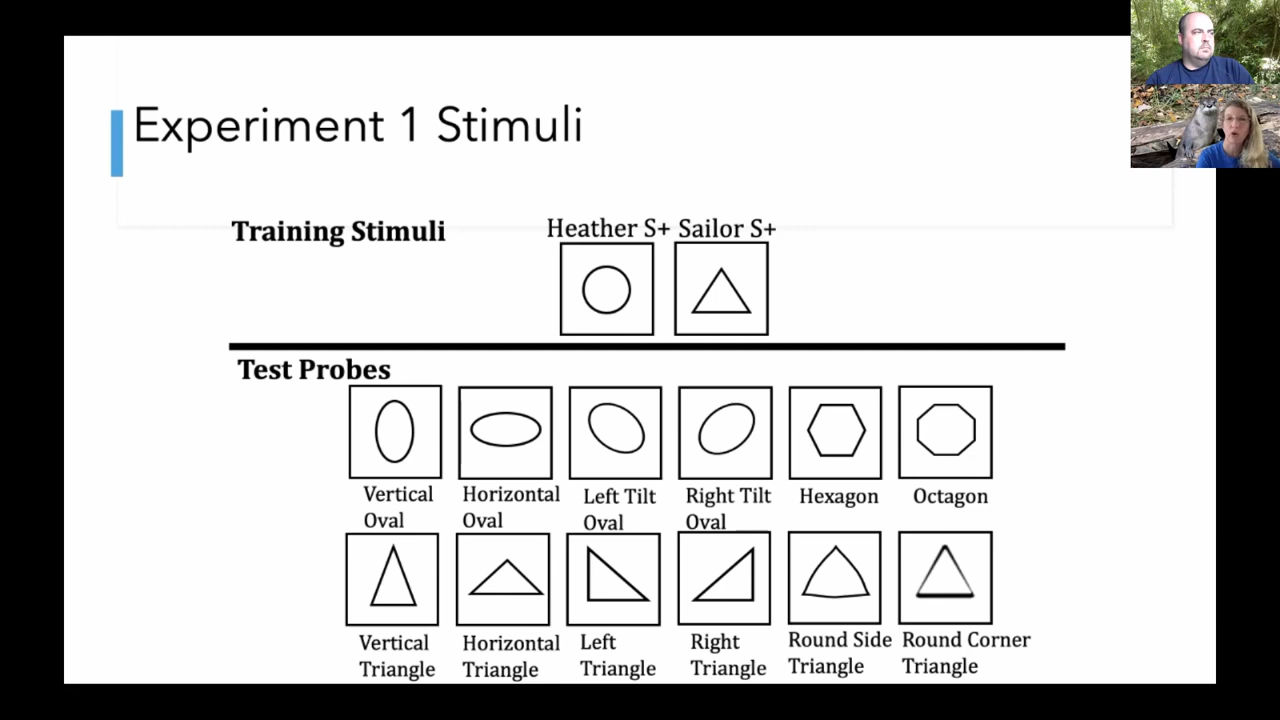 Experiment 1 Stimuli
Training Stimuli
Heather S+ Sailor S+
Test Probes
Vertical Oval
Horizontal Oval
Left Tilt Oval
Right Tilt Oval
Hexagon
Octagon
Vertical Triangle
Horizontal Triangle
Left Triangle
Right Triangle
Round Side Triangle
Round Corner Triangle